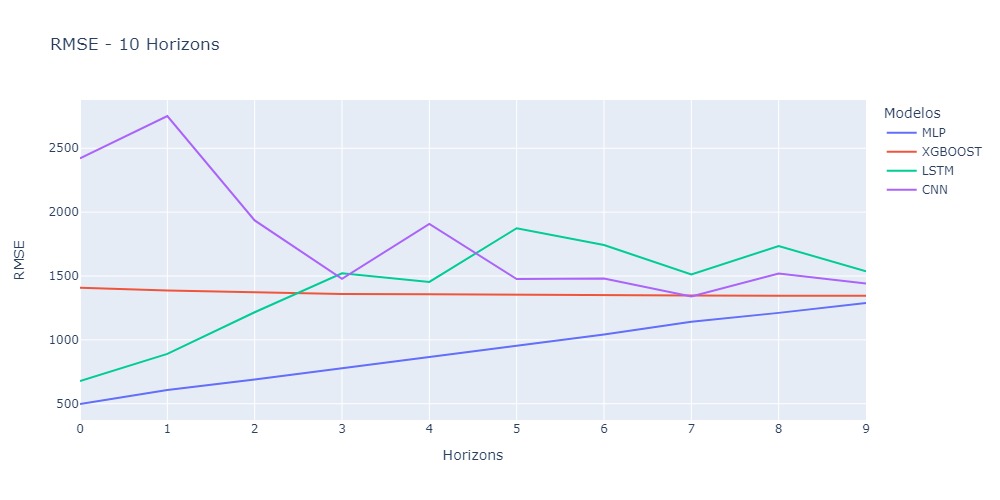 RMSE - 10 Horizons
Modelos
MLP
XGBOOST
LSTM
CNN
RMSE
2500
2000
1500
1000
500
0 1 2 3 4 5 6 7 8 9
Horizons